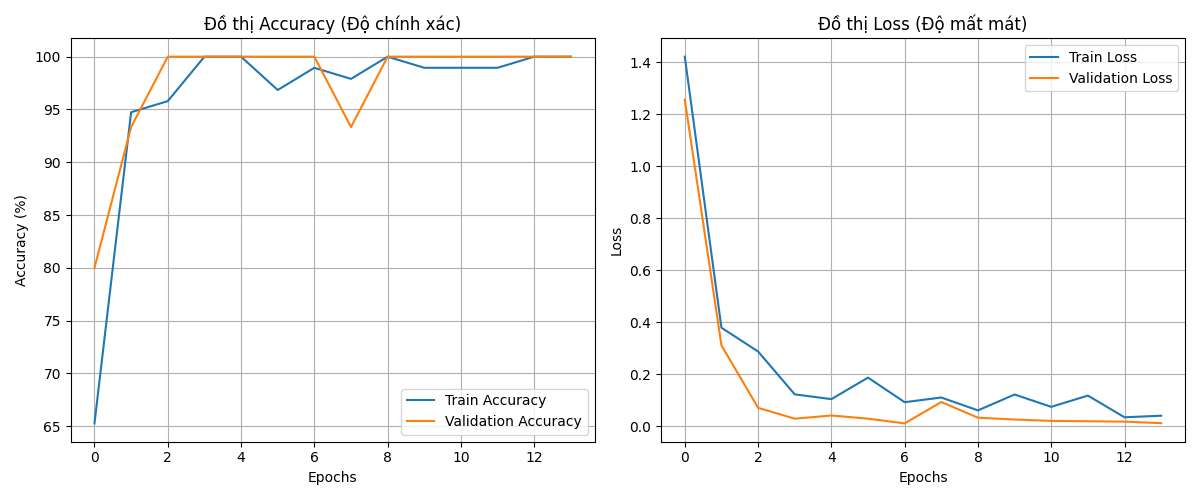 Đồ thị Accuracy (Độ chính xác)
Accuracy (%)
100
95
90
85
80
75
70
65
0 2 4 6 8 10 12
Epochs
Train Accuracy
Validation Accuracy
Đồ thị Loss (Độ mất mát)
Loss
1.4
1.2
1.0
0.8
0.6
0.4
0.2
0.0
0 2 4 6 8 10 12
Epochs
Train Loss
Validation Loss